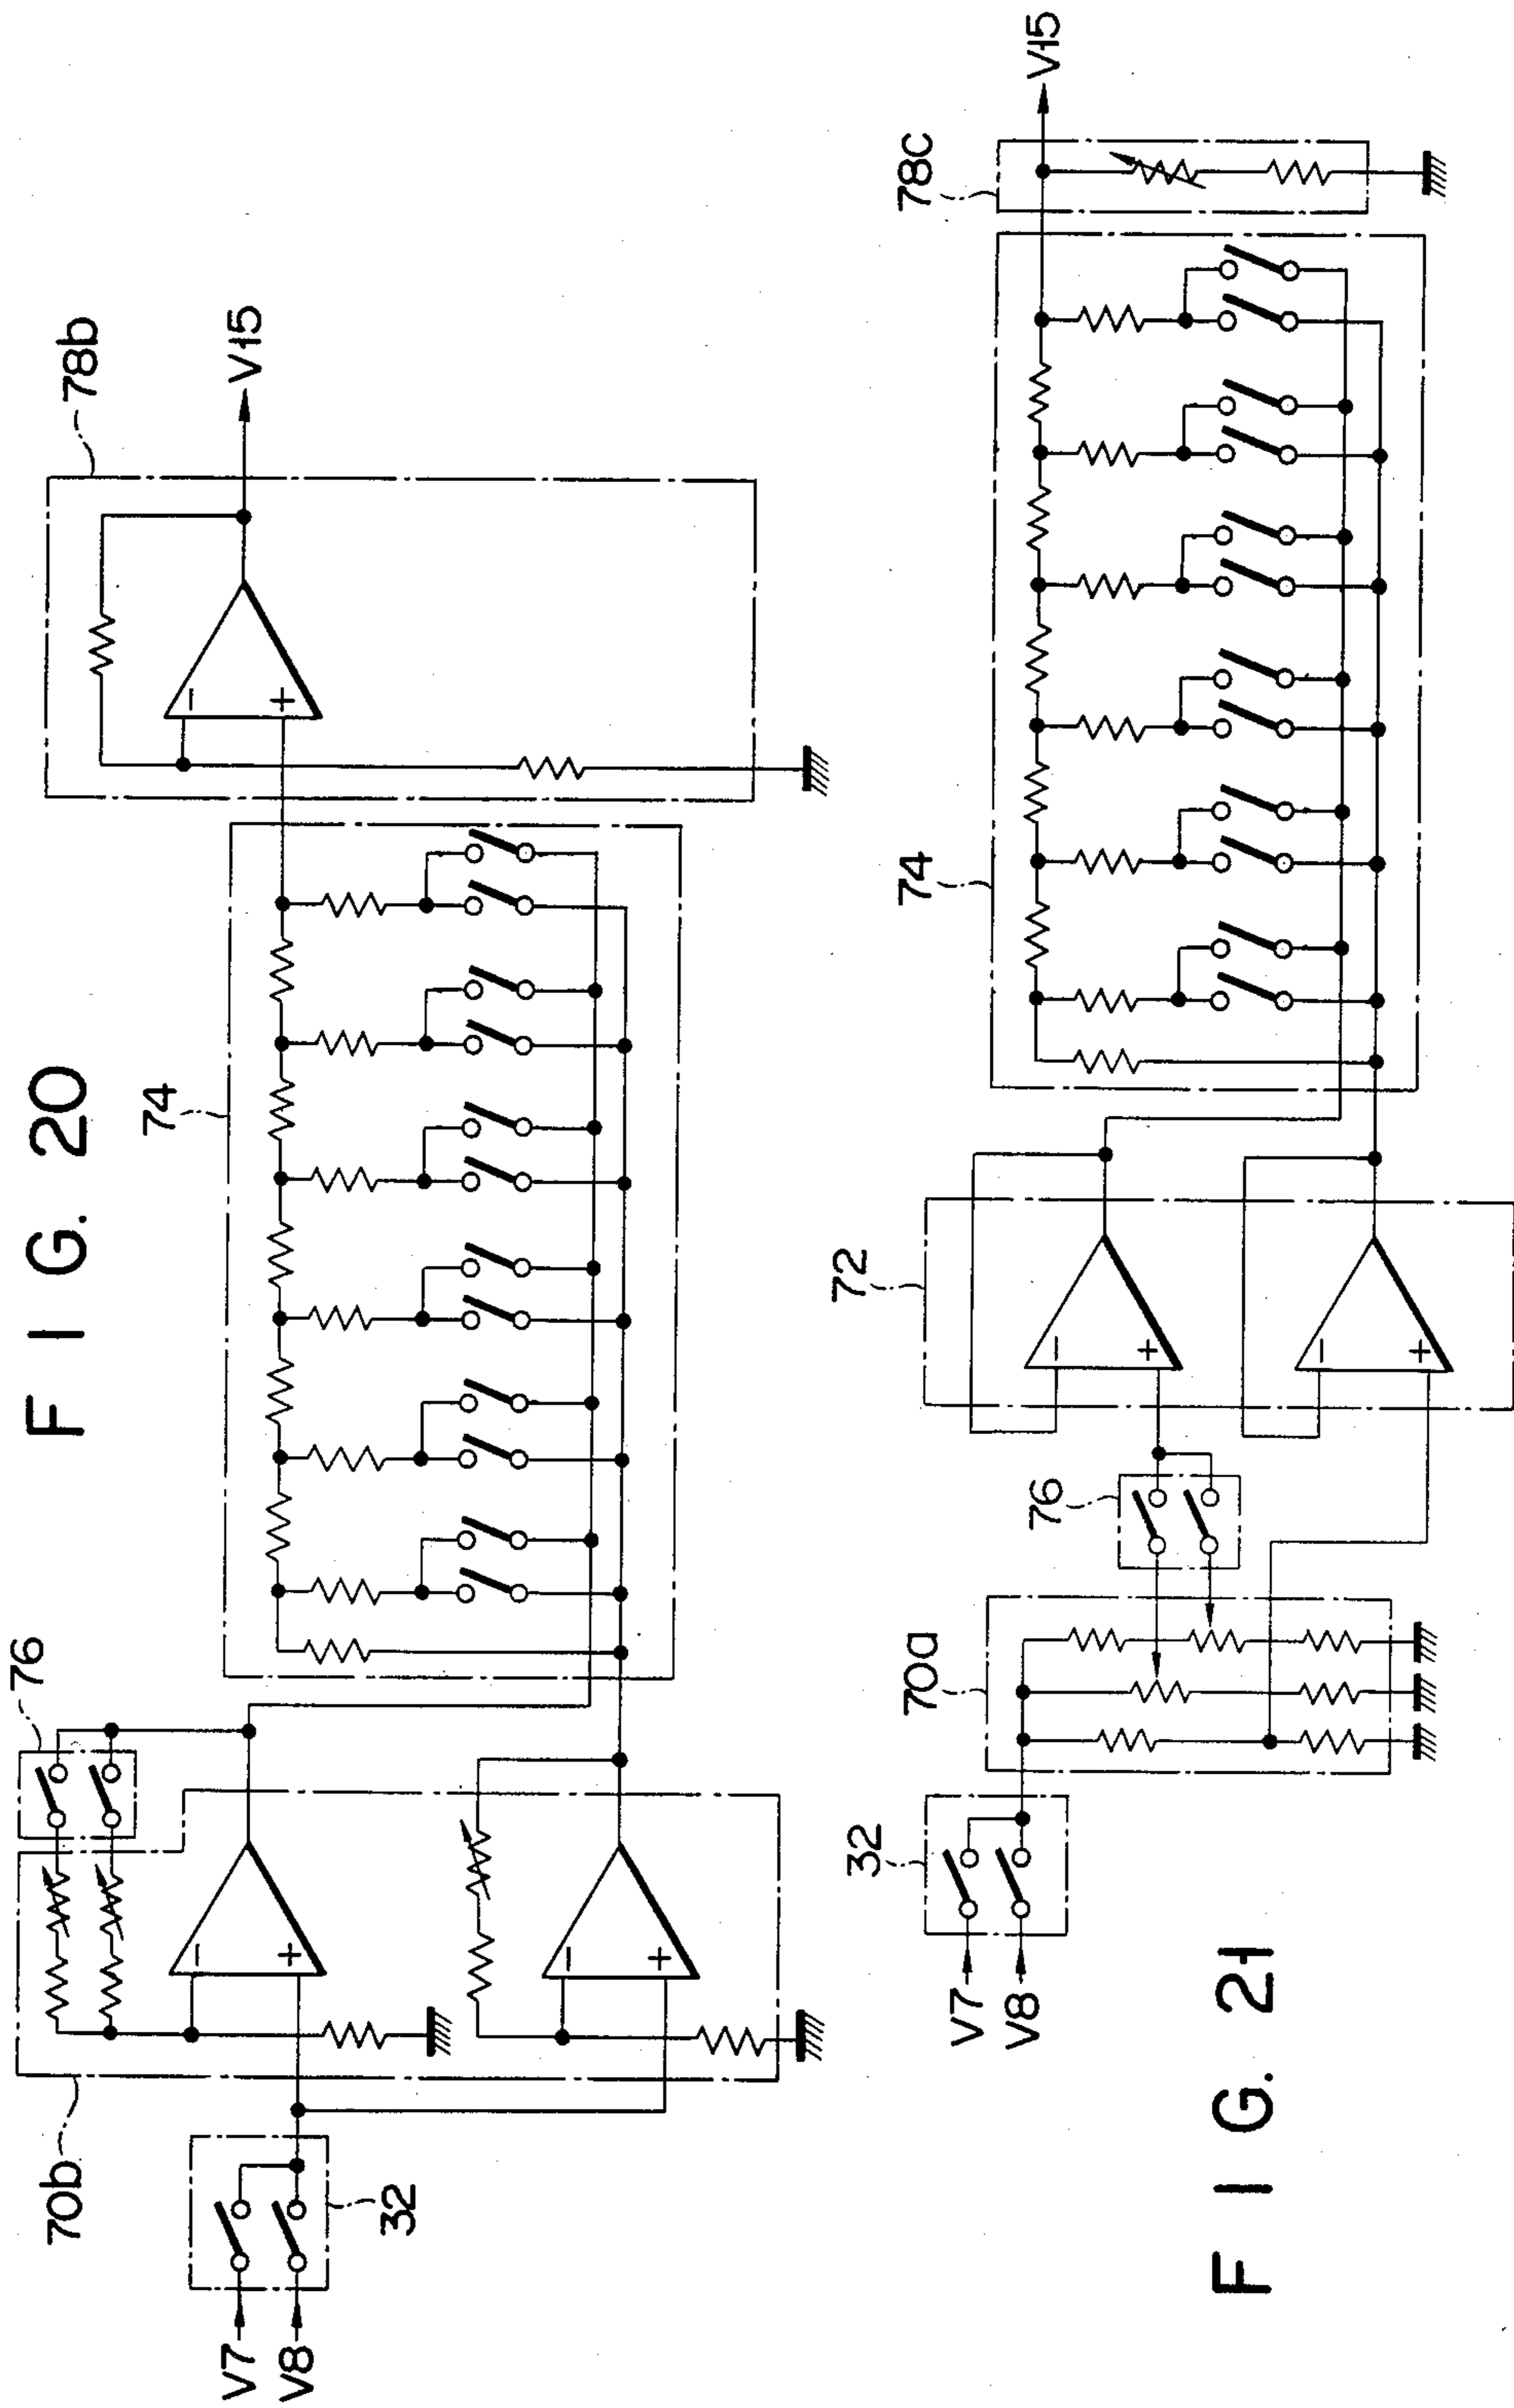 F I G. 20
V7
V8
32
70b
76
74
78b
V15
- + - +
- +
F I G. 21
V7
V8
32
70a
76
72
74
78c
V15
- + - +